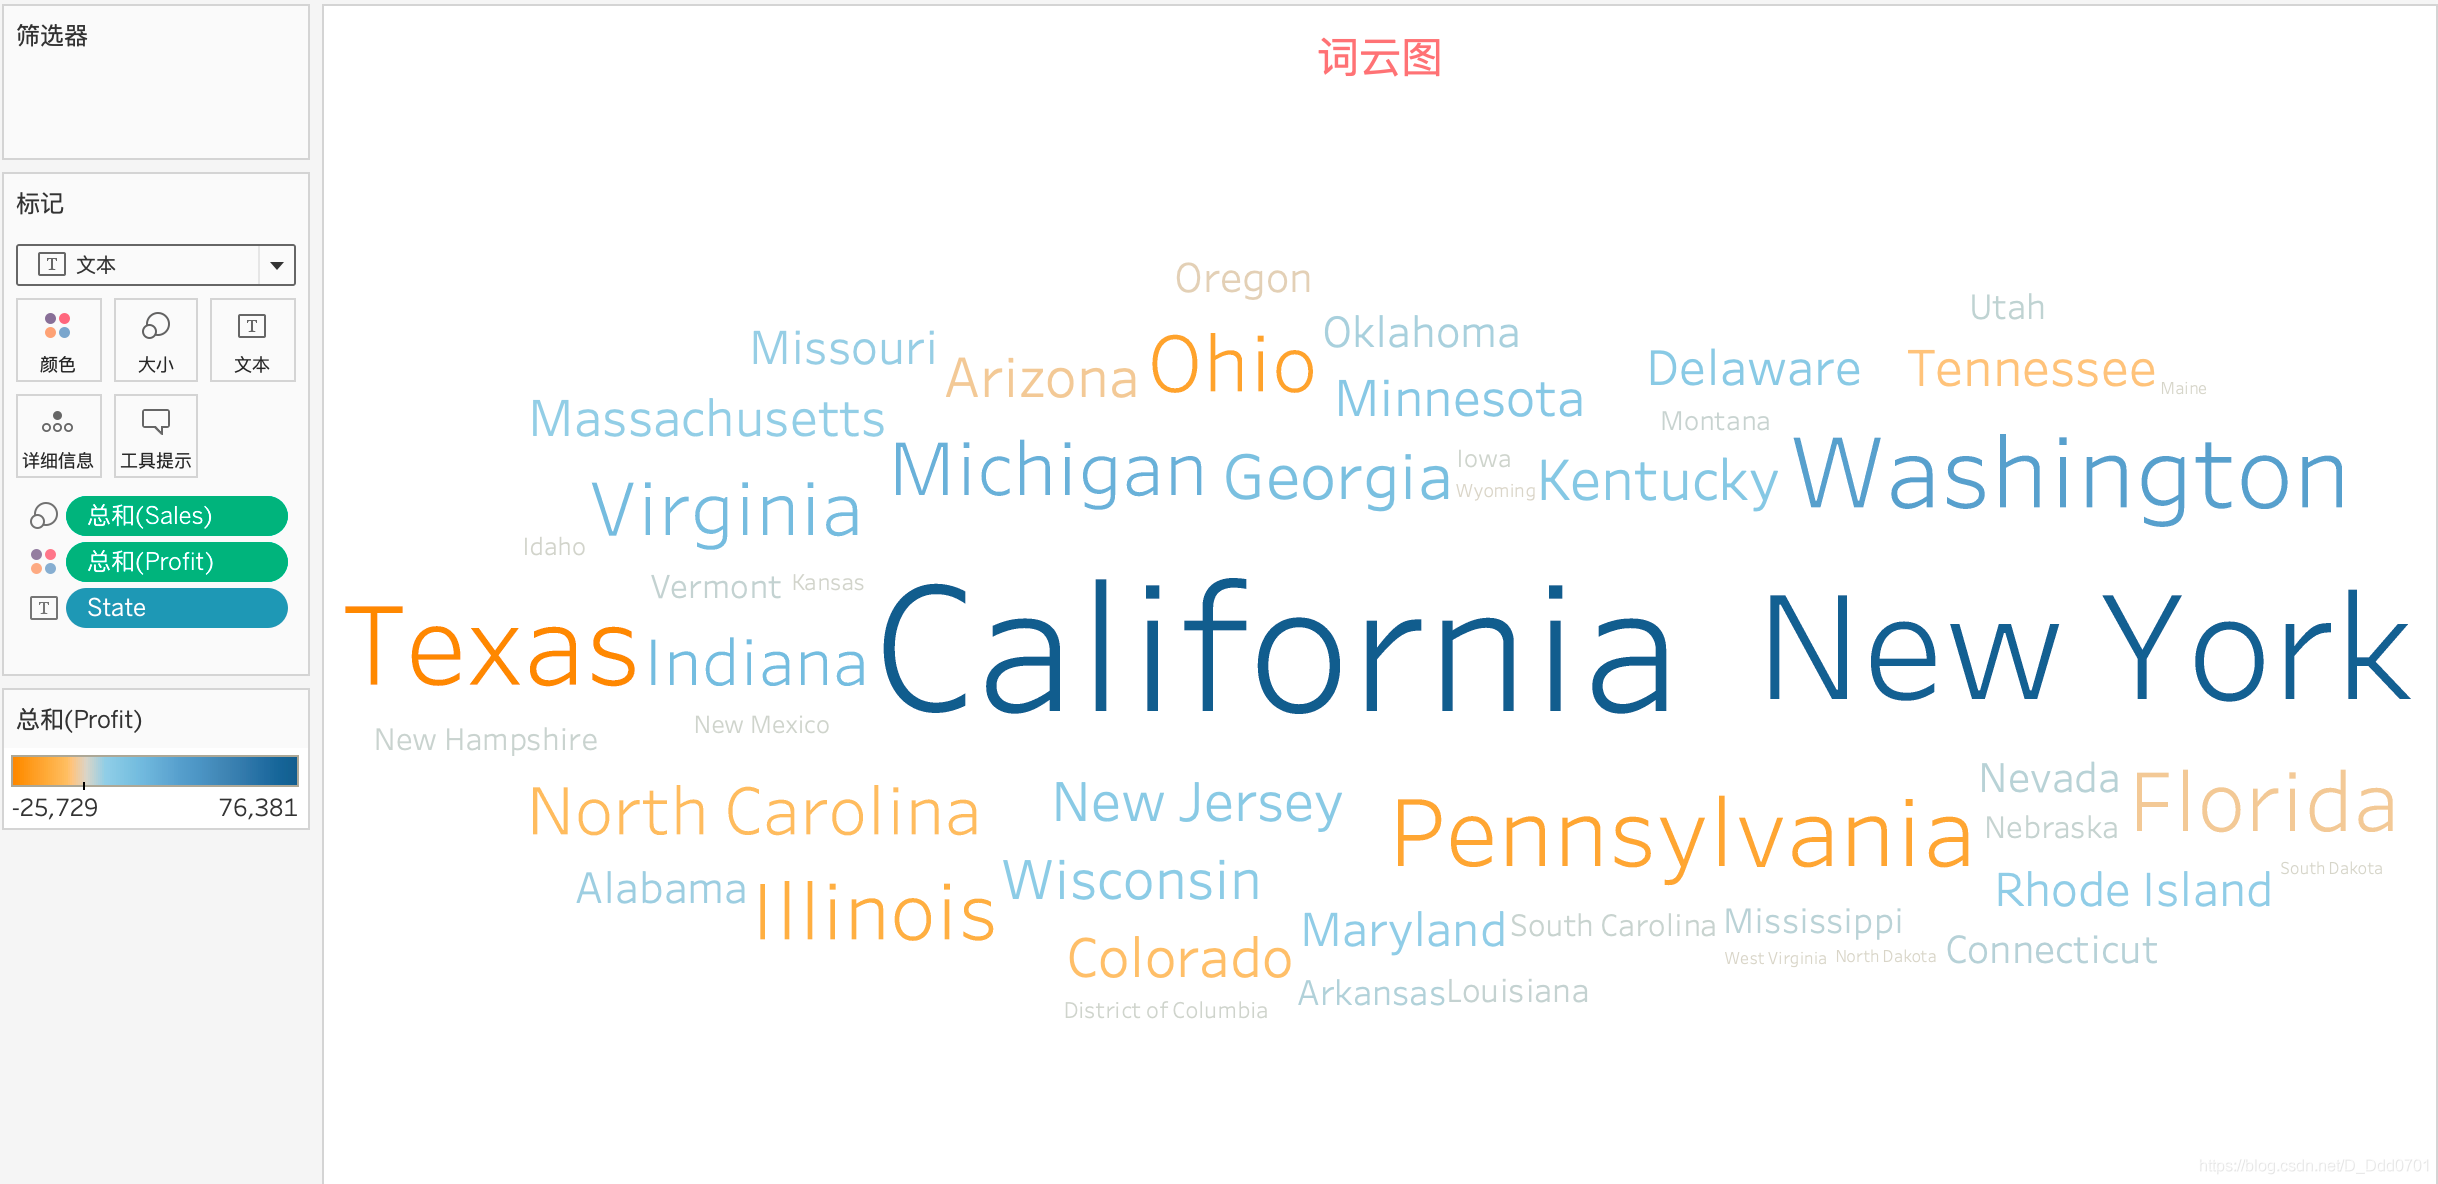 筛选器
标记
文本
颜色
大小
文本
详细信息
工具提示
总和(Sales)
总和(Profit)
State
总和(Profit)
-25,729 76,381
词云图
Oregon
Utah
Missouri
Arizona
Ohio
Oklahoma
Delaware
Tennessee
Maine
Massachusetts
Minnesota
Montana
Michigan
Georgia
Iowa
Wyoming
Kentucky
Washington
Virginia
Idaho
Vermont
Kansas
Texas
Indiana
California
New York
New Hampshire
New Mexico
North Carolina
New Jersey
Pennsylvania
Nevada
Nebraska
Florida
Alabama
Illinois
Wisconsin
South Dakota
Rhode Island
Colorado
Maryland
South Carolina
Mississippi
West Virginia
North Dakota
Connecticut
District of Columbia
Arkansas
Louisiana
https://blog.csdn.net/D_Ddd0701